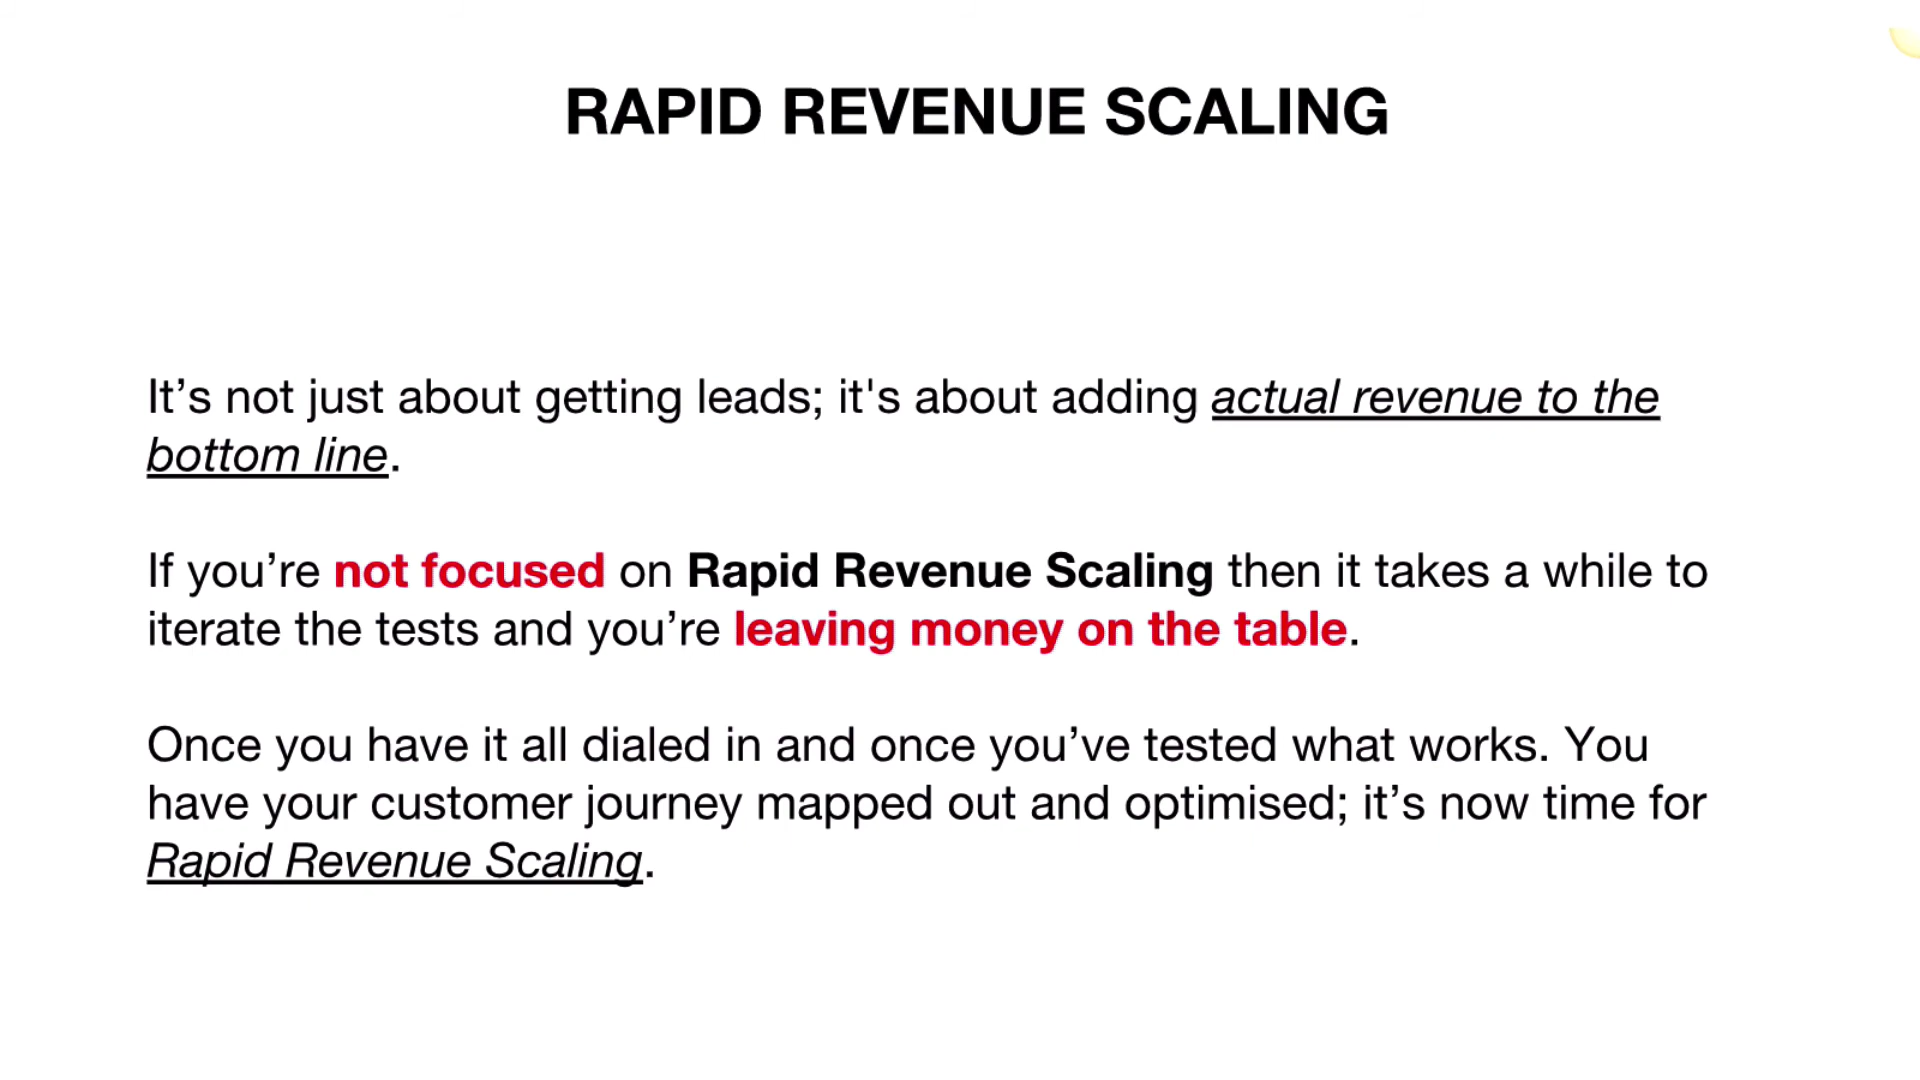 RAPID REVENUE SCALING
It’s not just about getting leads; it's about adding actual revenue to the
bottom line.
If you’re not focused on Rapid Revenue Scaling then it takes a while to
iterate the tests and you’re leaving money on the table.
Once you have it all dialed in and once you’ve tested what works. You
have your customer journey mapped out and optimised; it’s now time for
Rapid Revenue Scaling.